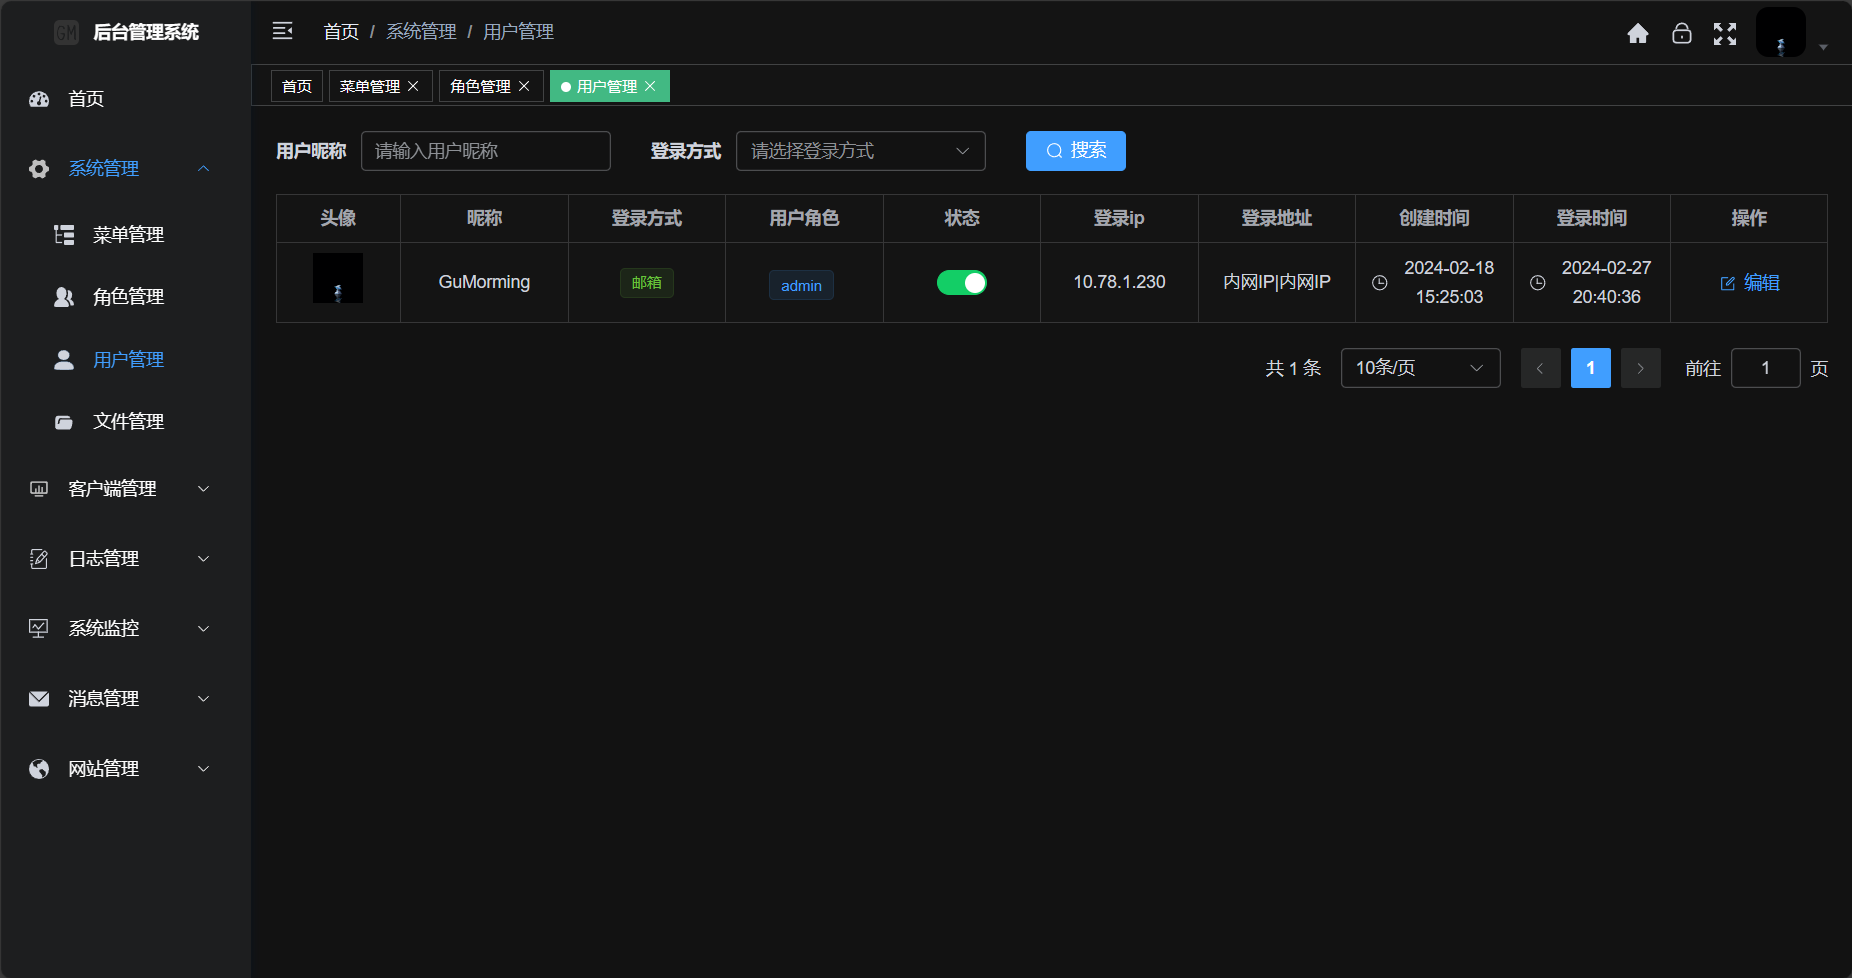 GM 后台管理系统
首页
系统管理
菜单管理
角色管理
用户管理
文件管理
客户端管理
日志管理
系统监控
消息管理
网站管理
首页 / 系统管理 / 用户管理
首页 菜单管理 角色管理 用户管理
用户昵称 请输入用户昵称 登录方式 请选择登录方式 搜索
头像 昵称 登录方式 用户角色 状态 登录ip 登录地址 创建时间 登录时间 操作
GuMorming 邮箱 admin 10.78.1.230 内网IP|内网IP 2024-02-18 15:25:03 2024-02-27 20:40:36 编辑
共 1 条 10条/页 1 前往 1 页